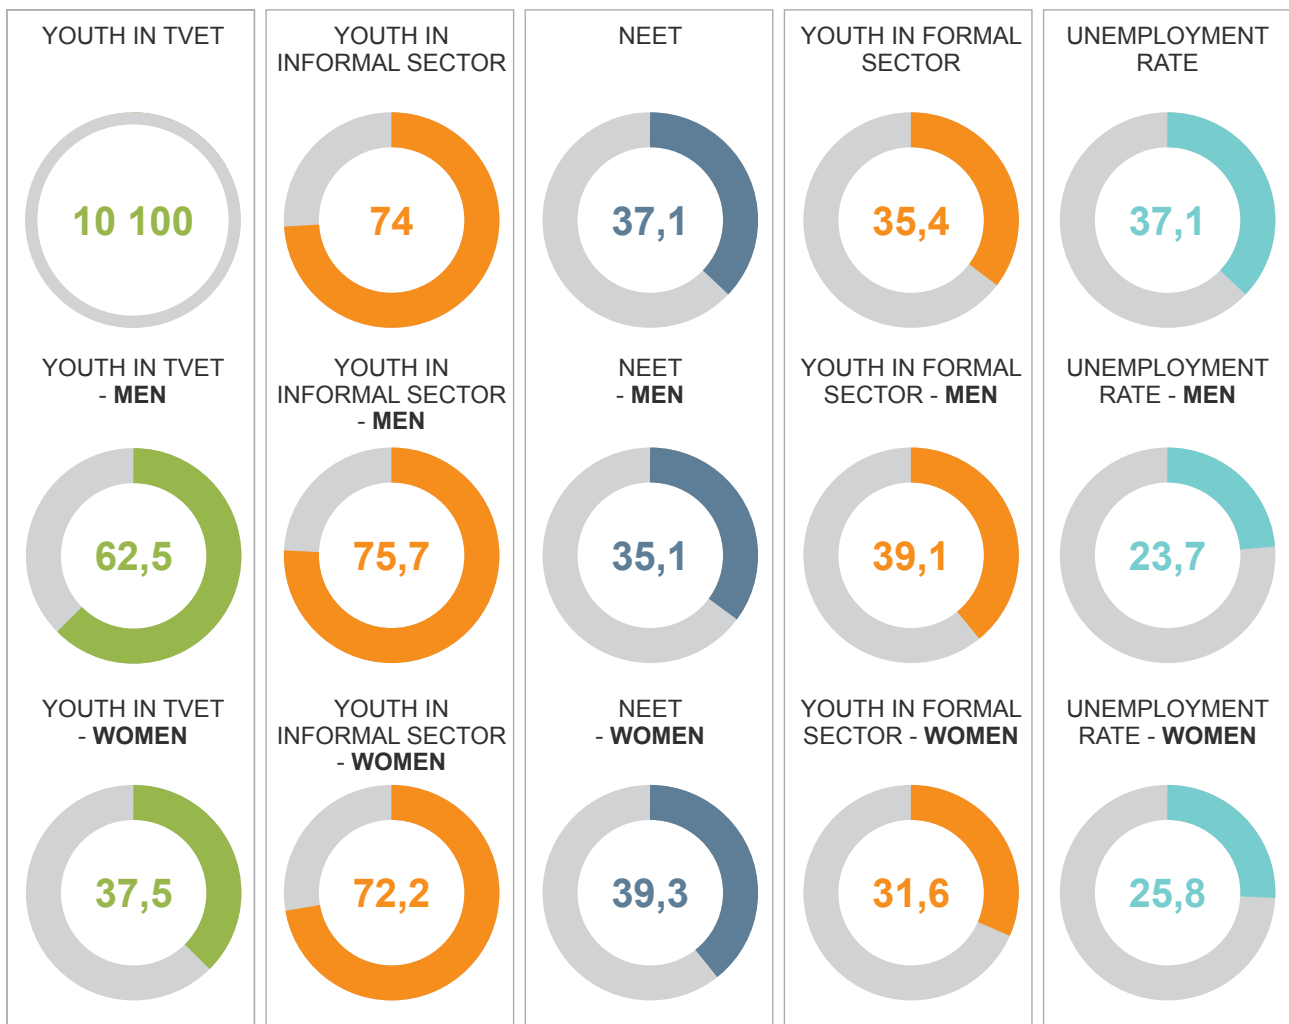 YOUTH IN TVET
10 100
YOUTH IN TVET
- MEN
62,5
YOUTH IN TVET
- WOMEN
37,5
YOUTH IN
INFORMAL SECTOR
74
YOUTH IN
INFORMAL SECTOR
- MEN
75,7
YOUTH IN
INFORMAL SECTOR
- WOMEN
72,2
NEET
37,1
NEET
- MEN
35,1
NEET
- WOMEN
39,3
YOUTH IN FORMAL
SECTOR
35,4
YOUTH IN FORMAL
SECTOR - MEN
39,1
YOUTH IN FORMAL
SECTOR - WOMEN
31,6
UNEMPLOYMENT
RATE
37,1
UNEMPLOYMENT
RATE - MEN
23,7
UNEMPLOYMENT
RATE - WOMEN
25,8